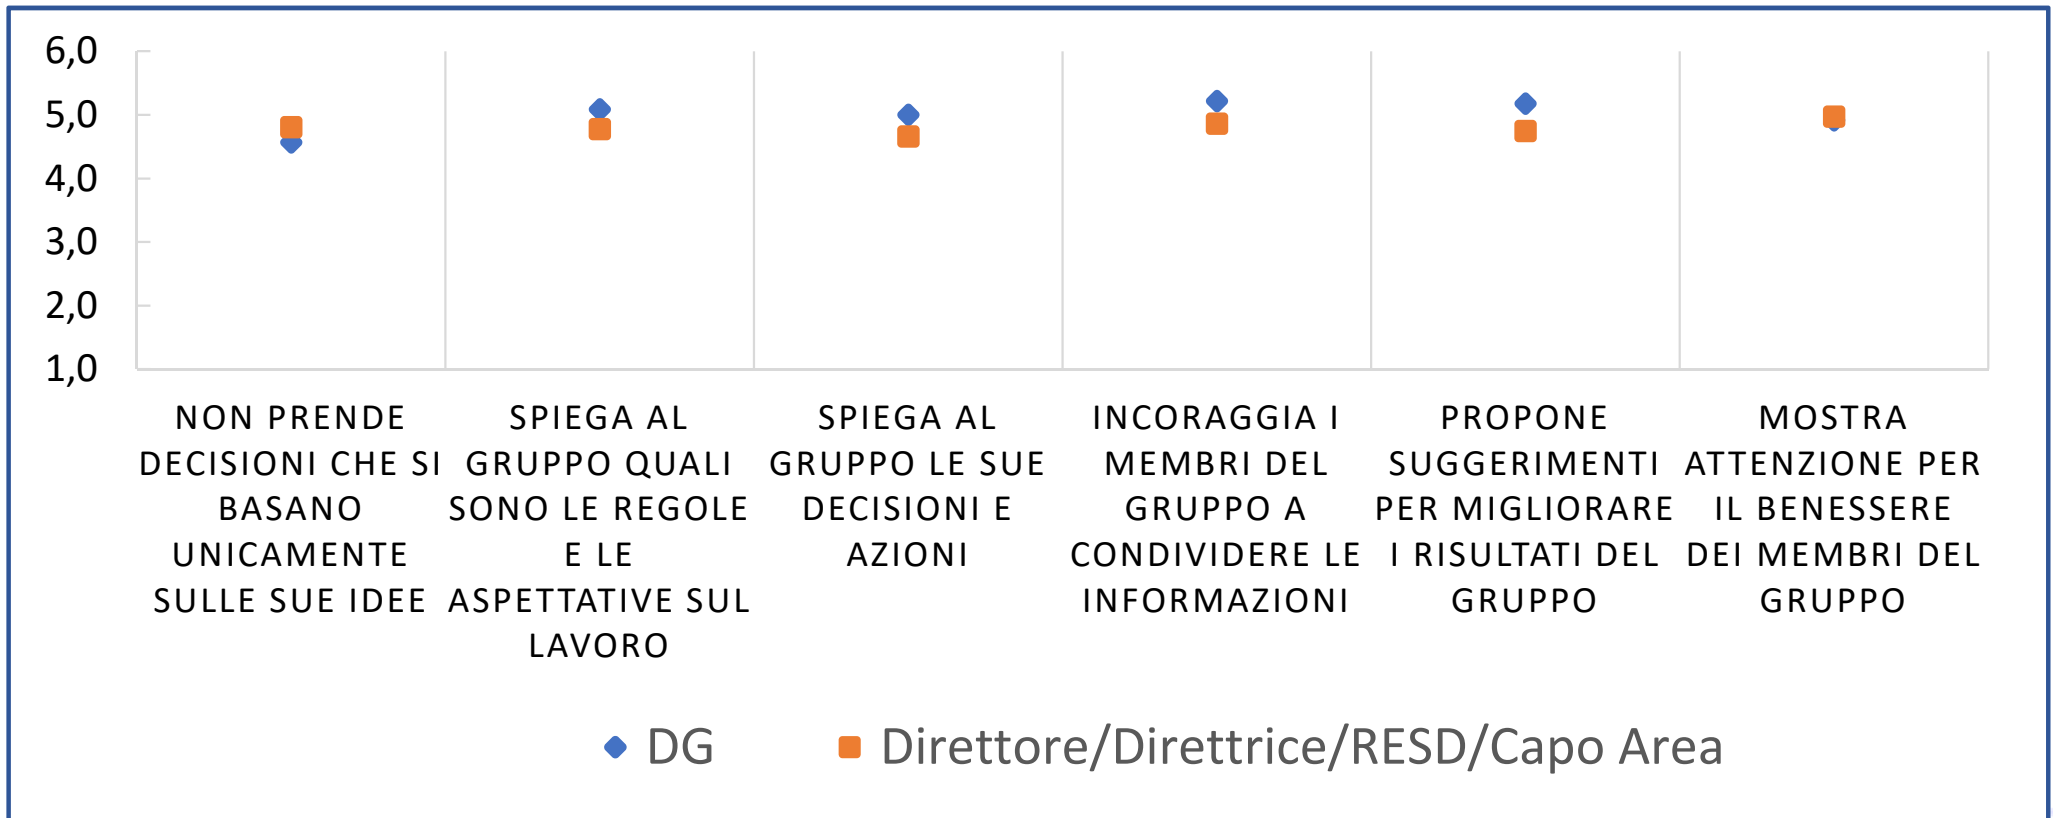 6,0
5,0
4,0
3,0
2,0
1,0
NON PRENDE
DECISIONI CHE SI
BASANO
UNICAMENTE
SULLE SUE IDEE
SPIEGA AL
GRUPPO QUALI
SONO LE REGOLE
E LE
ASPETTATIVE SUL
LAVORO
SPIEGA AL
GRUPPO LE SUE
DECISIONI E
AZIONI
INCORAGGIA I
MEMBRI DEL
GRUPPO A
CONDIVIDERE LE
INFORMAZIONI
PROPONE
SUGGERIMENTI
PER MIGLIORARE
I RISULTATI DEL
GRUPPO
MOSTRA
ATTENZIONE PER
IL BENESSERE
DEI MEMBRI DEL
GRUPPO
DG
Direttore/Direttrice/RESD/Capo Area